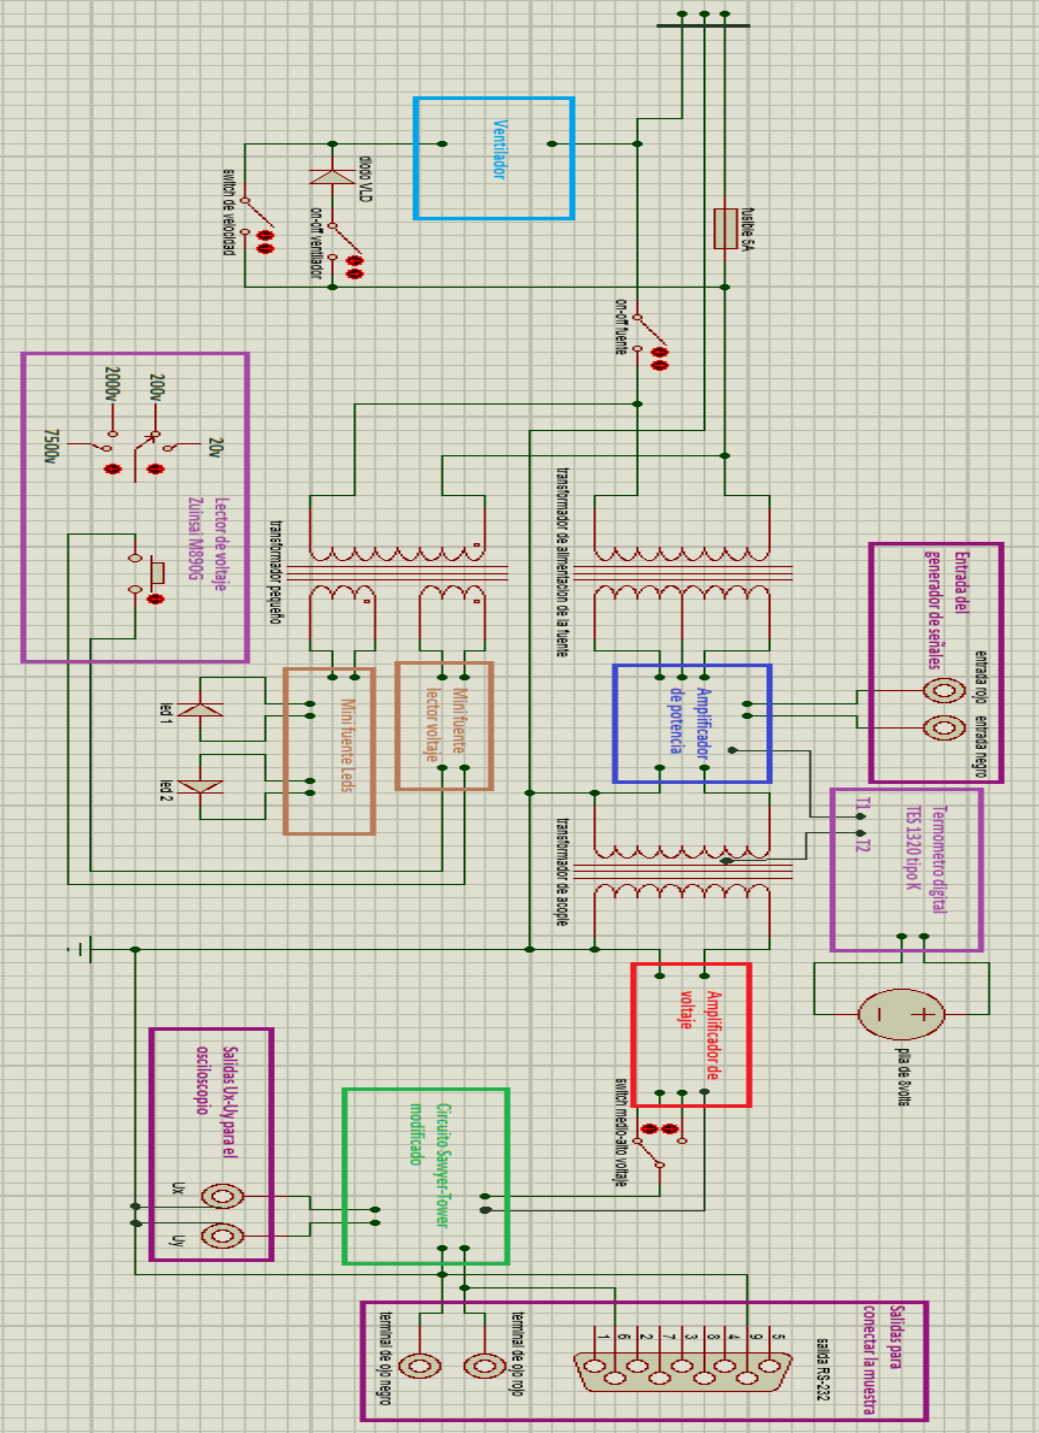 fusible 5A
Ventilador
diodo VLD
on-off ventilador
switch de velocidad
on-off fuente
20v
200v
2000v
7500v
Lector de voltaje
Zuinsai M890G
transformador pequeño
transformador de alimentacion de la fuente
Entrada del
generador de señales
entrada rojo
entrada negro
Amplificador
de potencia
Mini fuente
lector voltaje
Mini fuente Leds
led 1
led 2
Termometro digital
TES 1320 tipo K
T1
T2
transformador de acople
+
−
pila de 9volts
Amplificador de
voltaje
switch medio-alto voltaje
Circuito Sawyer-Tower
modificado
Salidas Ux-Uy para el
osciloscopio
Ux
Uy
Salidas para
conectar la muestra
salida RS-232
5
9
4
8
3
7
2
6
1
terminal de ojo rojo
terminal de ojo negro